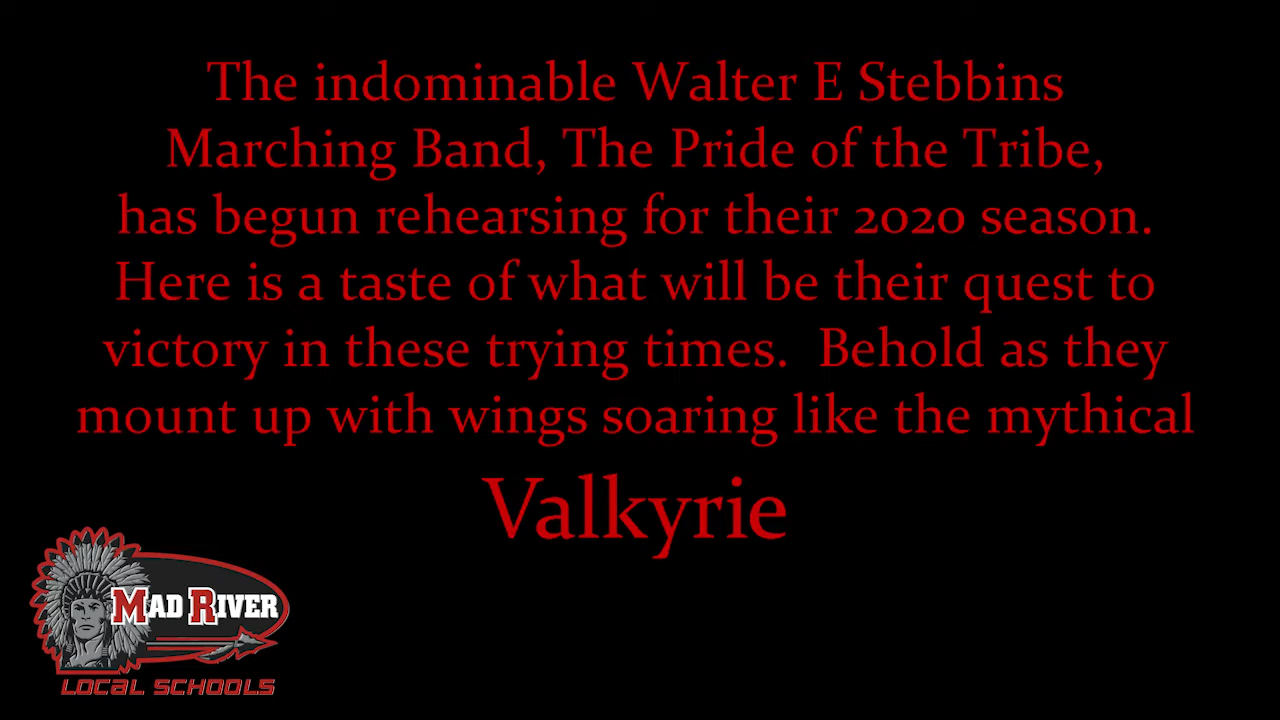 The indominable Walter E Stebbins
Marching Band, The Pride of the Tribe,
has begun rehearsing for their 2020 season.
Here is a taste of what will be their quest to
victory in these trying times.  Behold as they
mount up with wings soaring like the mythical
Valkyrie
MAD RIVER
LOCAL SCHOOLS